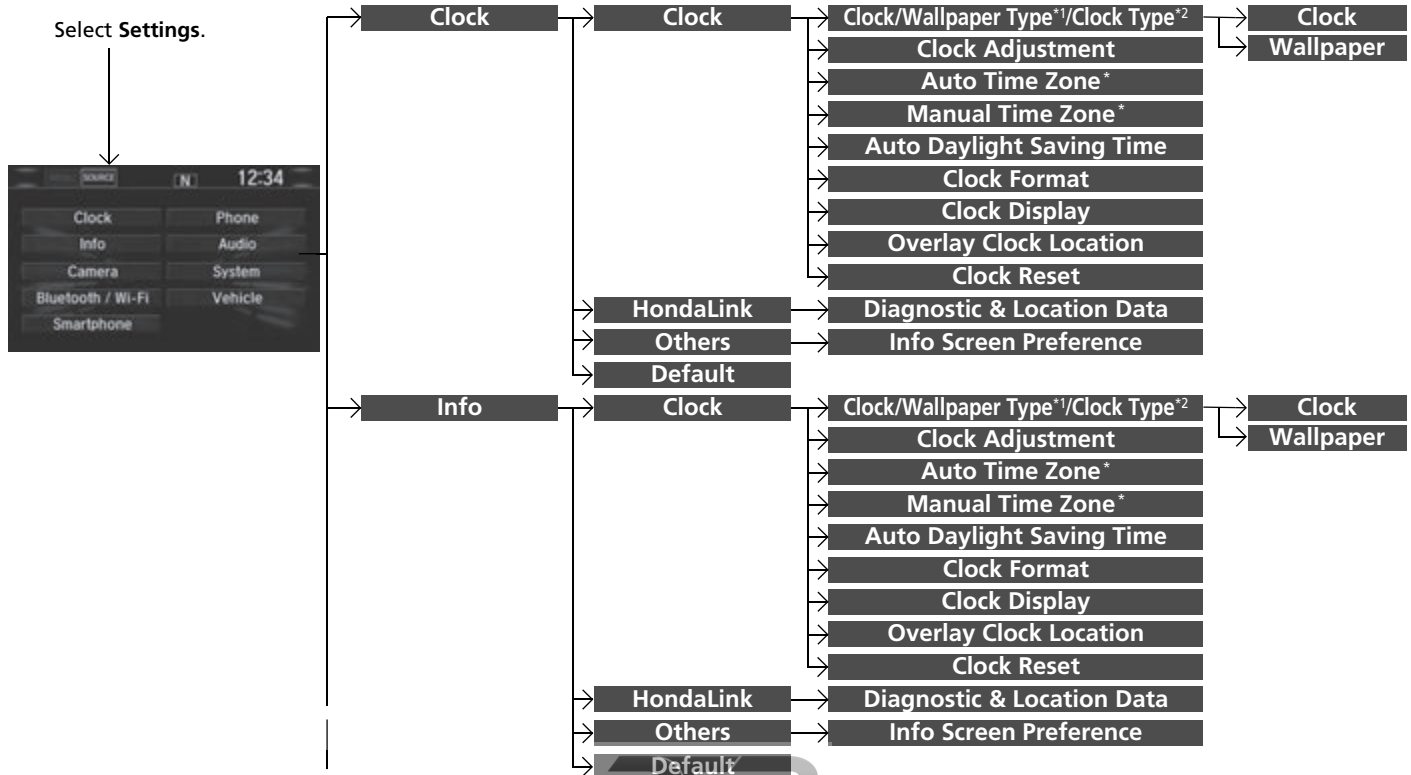 Select Settings.
SOURCE
N
12:34
Clock
Phone
Info
Audio
Camera
System
Bluetooth / Wi-Fi
Vehicle
Smartphone
Clock
Clock
Clock/Wallpaper Type*1/Clock Type*2
Clock
Wallpaper
Clock Adjustment
Auto Time Zone*
Manual Time Zone*
Auto Daylight Saving Time
Clock Format
Clock Display
Overlay Clock Location
Clock Reset
HondaLink
Diagnostic & Location Data
Others
Info Screen Preference
Default
Info
Clock
Clock/Wallpaper Type*1/Clock Type*2
Clock
Wallpaper
Clock Adjustment
Auto Time Zone*
Manual Time Zone*
Auto Daylight Saving Time
Clock Format
Clock Display
Overlay Clock Location
Clock Reset
HondaLink
Diagnostic & Location Data
Others
Info Screen Preference
Default